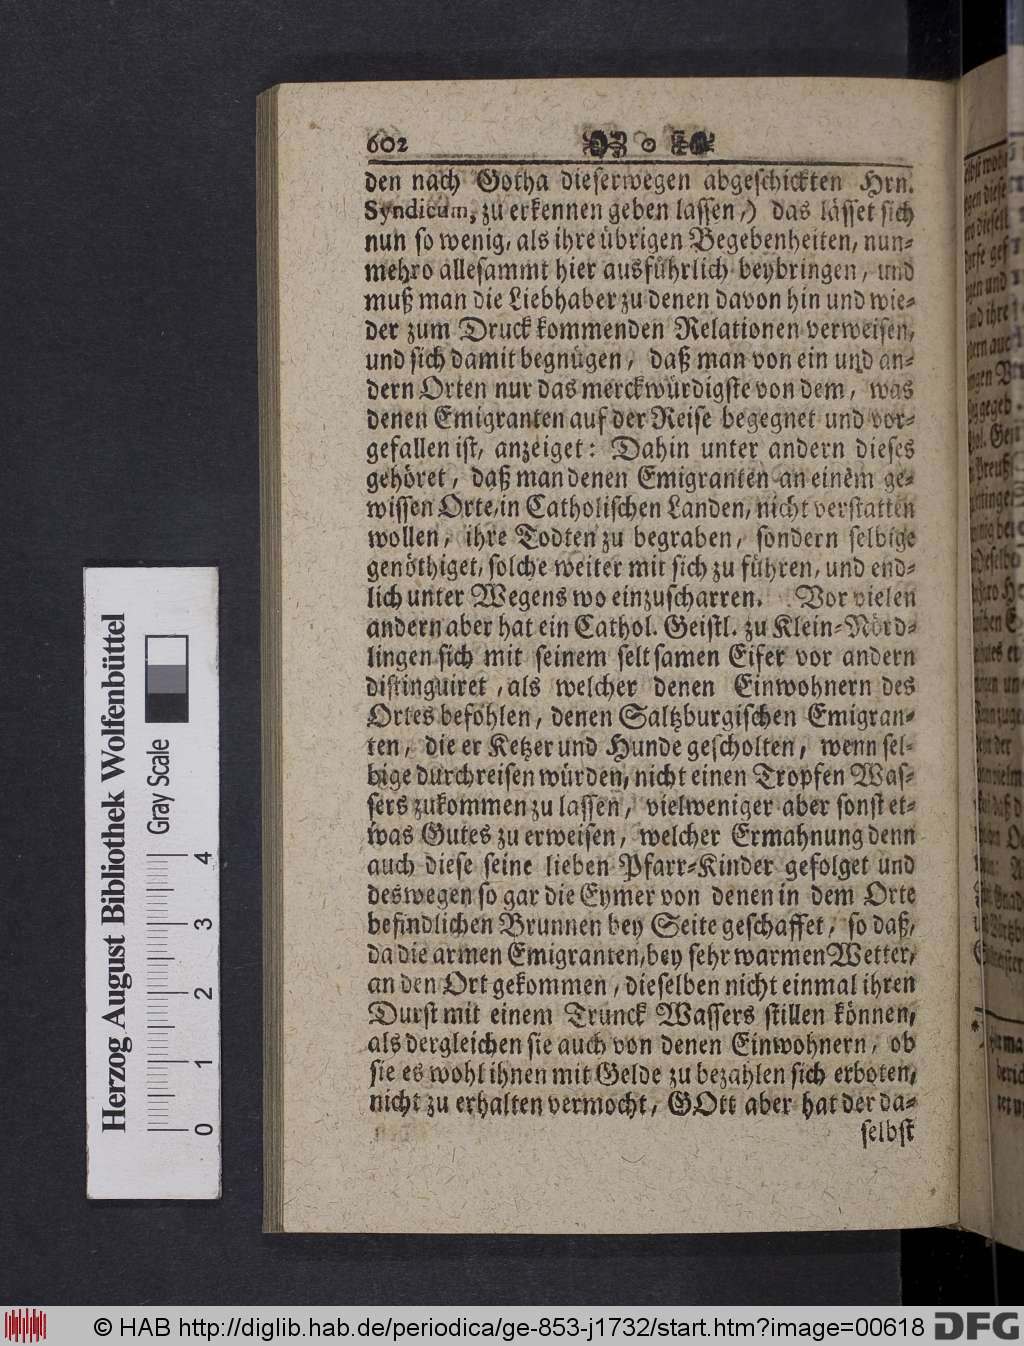 602
den nach Gotha dieserwegen abgeschickten Hrn.
Syndicum, zu erkennen geben lassen,) das lässet sich
nun so wenig, als ihre übrigen Begebenheiten, nun-
mehro allesammt hier ausführlich beybringen, und
muß man die Liebhaber zu denen davon hin und wie-
der zum Druck kommenden Relationen verweisen,
und sich damit begnügen, daß man von ein und an-
dern Orten nur das merckwürdigste von dem, was
denen Emigranten auf der Reise begegnet und vor-
gefallen ist, anzeiget: Dahin unter andern dieses
gehöret, daß man denen Emigranten an einem ge-
wissen Orte, in Catholischen Landen, nicht verstatten
wollen, ihre Todten zu begraben, sondern selbige
genöthiget, solche weiter mit sich zu führen, und end-
lich unter Wegens wo einzuscharren. Vor vielen
andern aber hat ein Cathol. Geistl. zu Klein-Nörd-
lingen sich mit seinem seltsamen Eifer vor andern
distinguiret, als welcher denen Einwohnern des
Ortes befohlen, denen Saltzburgischen Emigran-
ten, die er Ketzer und Hunde gescholten, wenn sel-
bige durchreisen würden, nicht einen Tropfen Was-
sers zukommen zu lassen, vielweniger aber sonst et-
was Gutes zu erweisen, welcher Ermahnung denn
auch diese seine lieben Pfarr-Kinder gefolget und
deswegen so gar die Eymer von denen in dem Orte
befindlichen Brunnen bey Seite geschaffet, so daß,
da die armen Emigranten, bey sehr warmen Wetter,
an den Ort gekommen, dieselben nicht einmal ihren
Durst mit einem Trunck Wassers stillen können,
als dergleichen sie auch von denen Einwohnern, ob
sie es wohl ihnen mit Gelde zu bezahlen sich erboten,
nicht zu erhalten vermocht, GOtt aber hat der da-
selbst
Herzog August Bibliothek Wolfenbüttel
Gray Scale
0 1 2 3 4
© HAB http://diglib.hab.de/periodica/ge-853-j1732/start.htm?image=00618
DFG